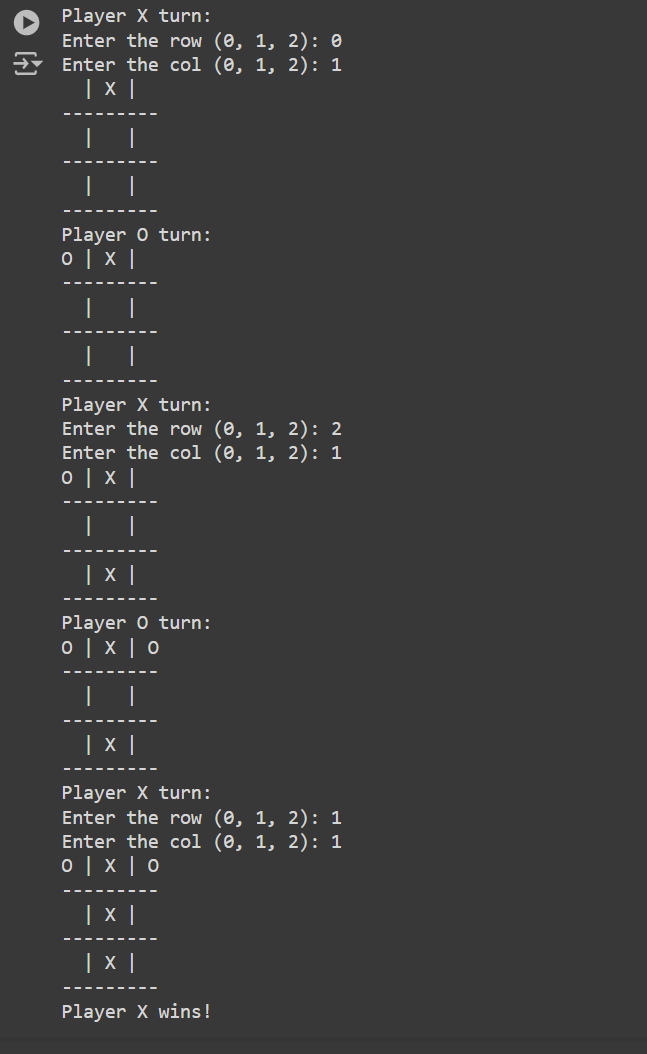 Player X turn:
Enter the row (0, 1, 2): 0
Enter the col (0, 1, 2): 1
  | X |
---------
  |   |
---------
  |   |
---------
Player O turn:
O | X |
---------
  |   |
---------
  |   |
---------
Player X turn:
Enter the row (0, 1, 2): 2
Enter the col (0, 1, 2): 1
O | X |
---------
  |   |
---------
  | X |
---------
Player O turn:
O | X | O
---------
  |   |
---------
  | X |
---------
Player X turn:
Enter the row (0, 1, 2): 1
Enter the col (0, 1, 2): 1
O | X | O
---------
  | X |
---------
  | X |
---------
Player X wins!